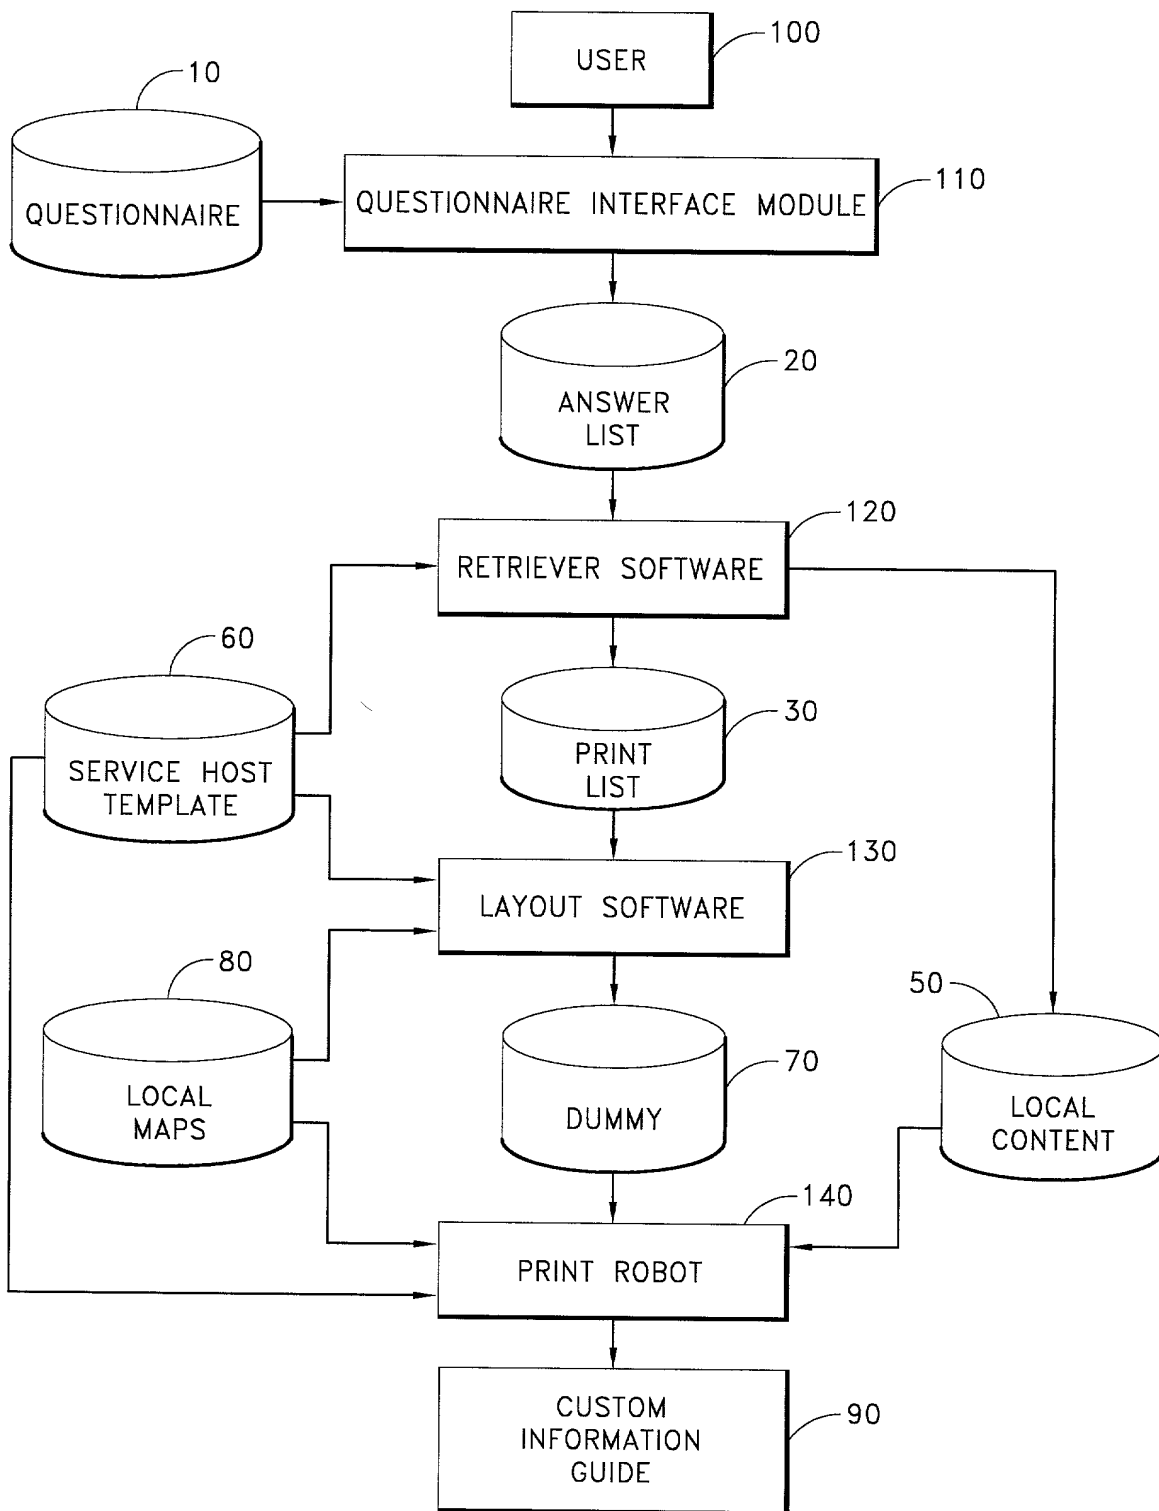 100
USER
10
QUESTIONNAIRE
110
QUESTIONNAIRE INTERFACE MODULE
20
ANSWER
LIST
120
RETRIEVER SOFTWARE
60
SERVICE HOST
TEMPLATE
30
PRINT
LIST
130
LAYOUT SOFTWARE
80
LOCAL
MAPS
70
DUMMY
50
LOCAL
CONTENT
140
PRINT ROBOT
90
CUSTOM
INFORMATION
GUIDE